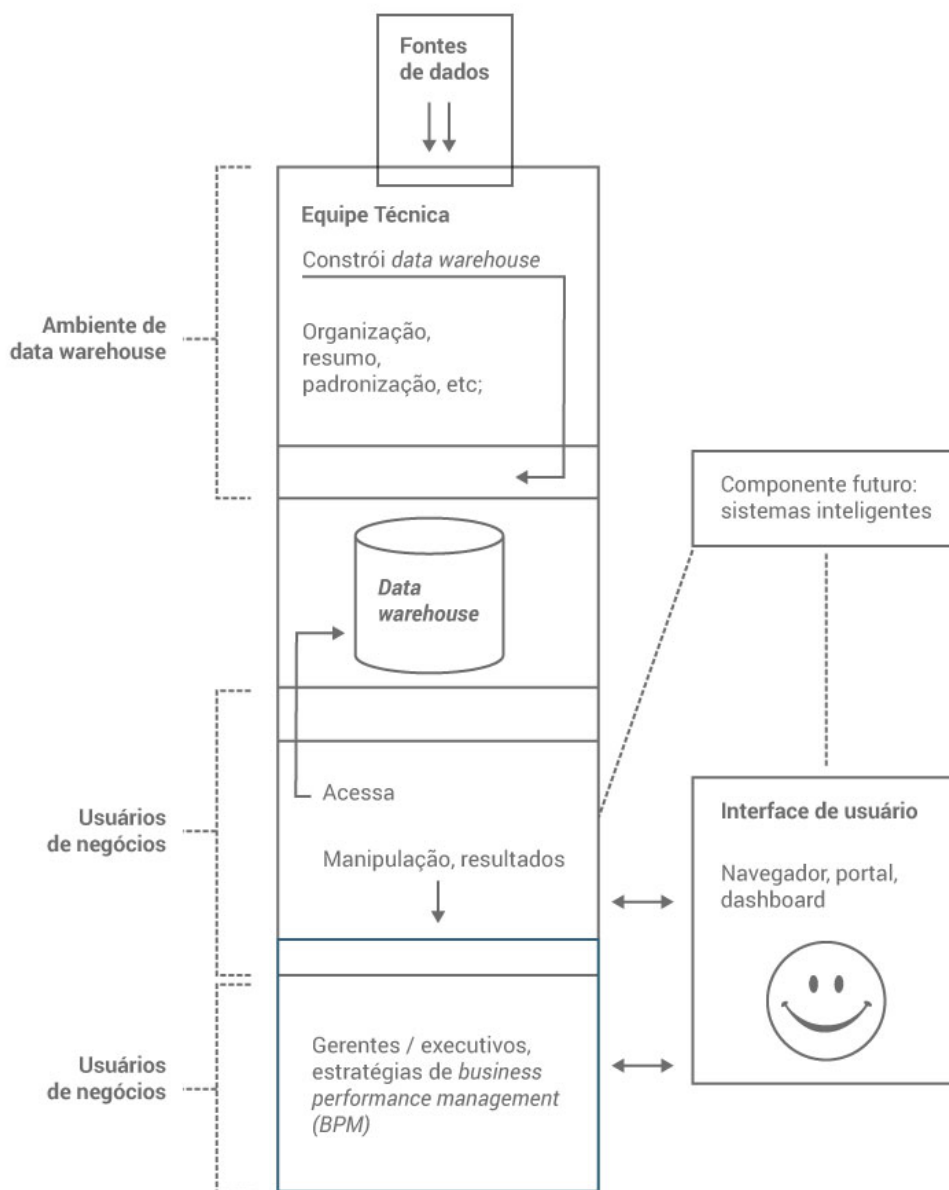 Fontes
de dados
Equipe Técnica
Constrói data warehouse
Organização,
resumo,
padronização, etc;
Ambiente de
data warehouse
Componente futuro:
sistemas inteligentes
Data
warehouse
Usuários
de negócios
Acessa
Manipulação, resultados
Interface de usuário
Navegador, portal,
dashboard
Usuários
de negócios
Gerentes / executivos,
estratégias de business
performance management
(BPM)